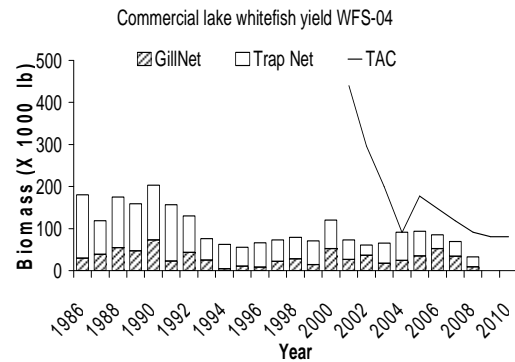 Commercial lake whitefish yield WFS-04
GillNet Trap Net TAC
Biomass (X 1000 lb)
500
400
300
200
100
0
1986 1988 1990 1992 1994 1996 1998 2000 2002 2004 2006 2008 2010
Year